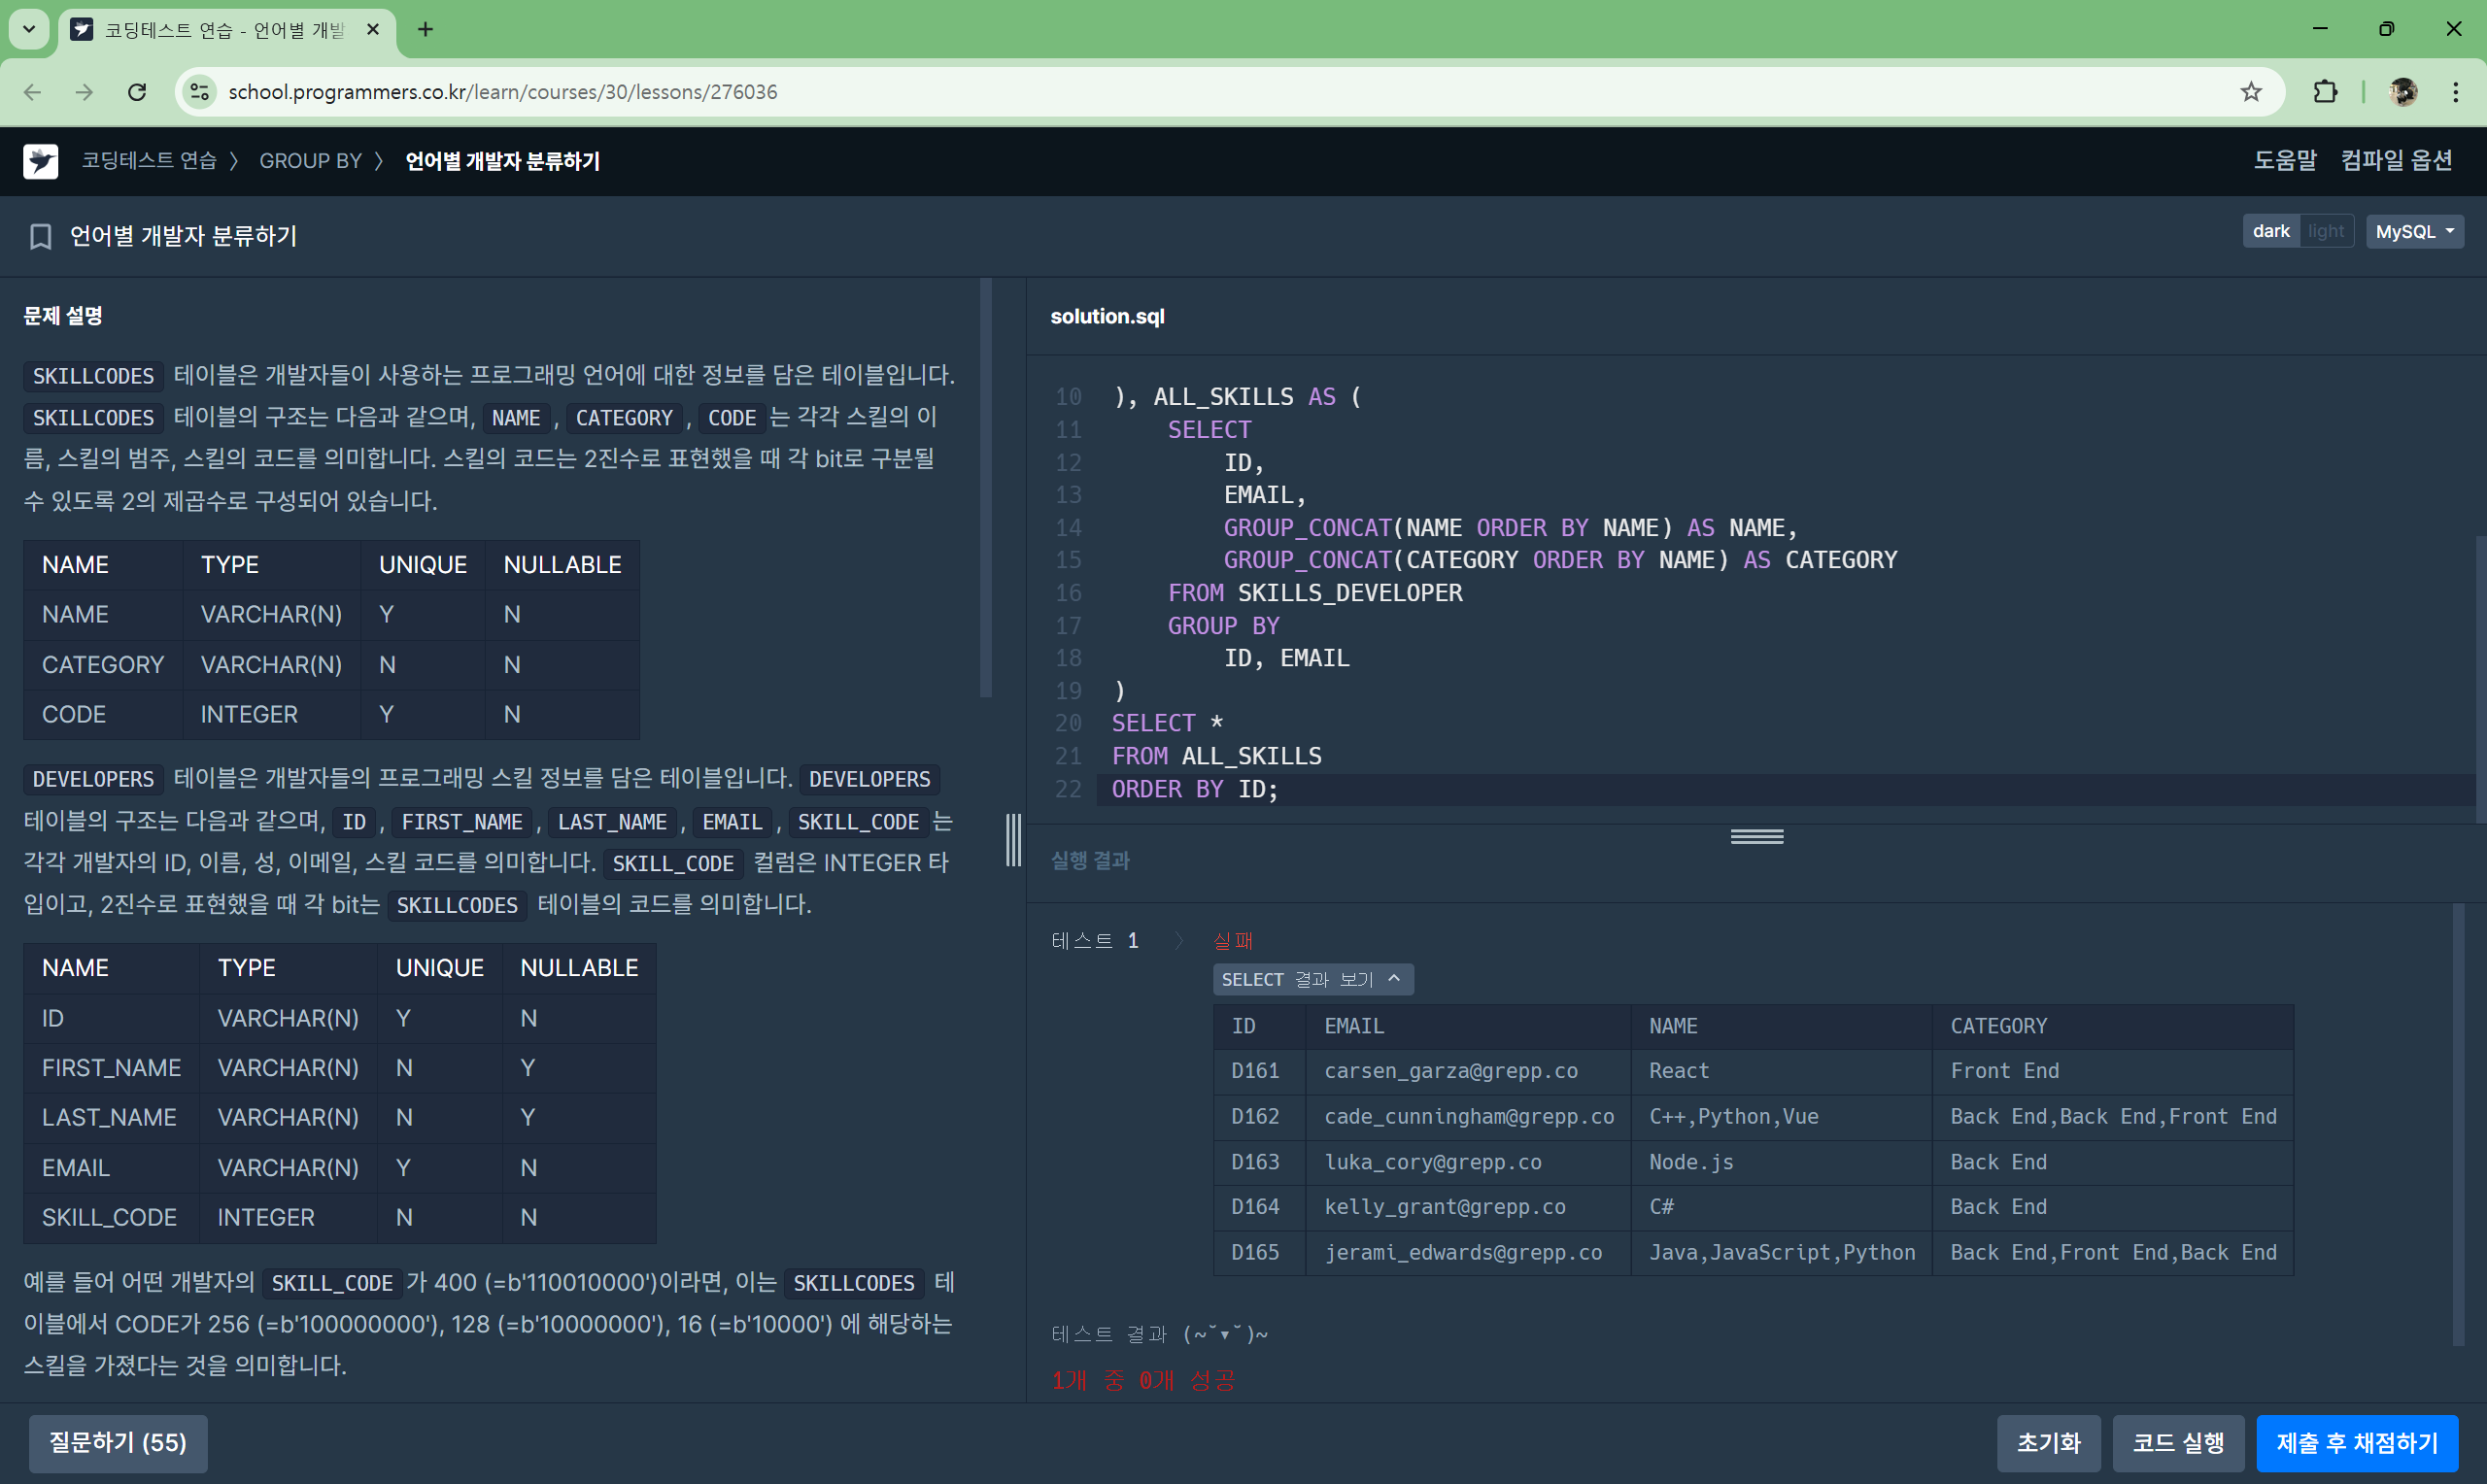 코딩테스트 연습 - 언어별 개발
school.programmers.co.kr/learn/courses/30/lessons/276036
코딩테스트 연습 〉 GROUP BY 〉 언어별 개발자 분류하기
도움말 컴파일 옵션
언어별 개발자 분류하기
dark light MySQL
문제 설명
SKILLCODES 테이블은 개발자들이 사용하는 프로그래밍 언어에 대한 정보를 담은 테이블입니다.
SKILLCODES 테이블의 구조는 다음과 같으며, NAME, CATEGORY, CODE는 각각 스킬의 이
름, 스킬의 범주, 스킬의 코드를 의미합니다. 스킬의 코드는 2진수로 표현했을 때 각 bit로 구분될
수 있도록 2의 제곱수로 구성되어 있습니다.
NAME TYPE UNIQUE NULLABLE
NAME VARCHAR(N) Y N
CATEGORY VARCHAR(N) N N
CODE INTEGER Y N
DEVELOPERS 테이블은 개발자들의 프로그래밍 스킬 정보를 담은 테이블입니다. DEVELOPERS
테이블의 구조는 다음과 같으며, ID, FIRST_NAME, LAST_NAME, EMAIL, SKILL_CODE는
각각 개발자의 ID, 이름, 성, 이메일, 스킬 코드를 의미합니다. SKILL_CODE 컬럼은 INTEGER 타
입이고, 2진수로 표현했을 때 각 bit는 SKILLCODES 테이블의 코드를 의미합니다.
NAME TYPE UNIQUE NULLABLE
ID VARCHAR(N) Y N
FIRST_NAME VARCHAR(N) N Y
LAST_NAME VARCHAR(N) N Y
EMAIL VARCHAR(N) Y N
SKILL_CODE INTEGER N N
예를 들어 어떤 개발자의 SKILL_CODE가 400 (=b'110010000')이라면, 이는 SKILLCODES 테
이블에서 CODE가 256 (=b'100000000'), 128 (=b'10000000'), 16 (=b'10000') 에 해당하는
스킬을 가졌다는 것을 의미합니다.
solution.sql
10 ), ALL_SKILLS AS (
11 SELECT
12 ID,
13 EMAIL,
14 GROUP_CONCAT(NAME ORDER BY NAME) AS NAME,
15 GROUP_CONCAT(CATEGORY ORDER BY NAME) AS CATEGORY
16 FROM SKILLS_DEVELOPER
17 GROUP BY
18 ID, EMAIL
19 )
20 SELECT *
21 FROM ALL_SKILLS
22 ORDER BY ID;
실행 결과
테스트 1 〉 실패
SELECT 결과 보기
ID EMAIL NAME CATEGORY
D161 carsen_garza@grepp.co React Front End
D162 cade_cunningham@grepp.co C++,Python,Vue Back End,Back End,Front End
D163 luka_cory@grepp.co Node.js Back End
D164 kelly_grant@grepp.co C# Back End
D165 jerami_edwards@grepp.co Java,JavaScript,Python Back End,Front End,Back End
테스트 결과 (~˘▾˘)~
1개 중 0개 성공
질문하기 (55)
초기화 코드 실행 제출 후 채점하기